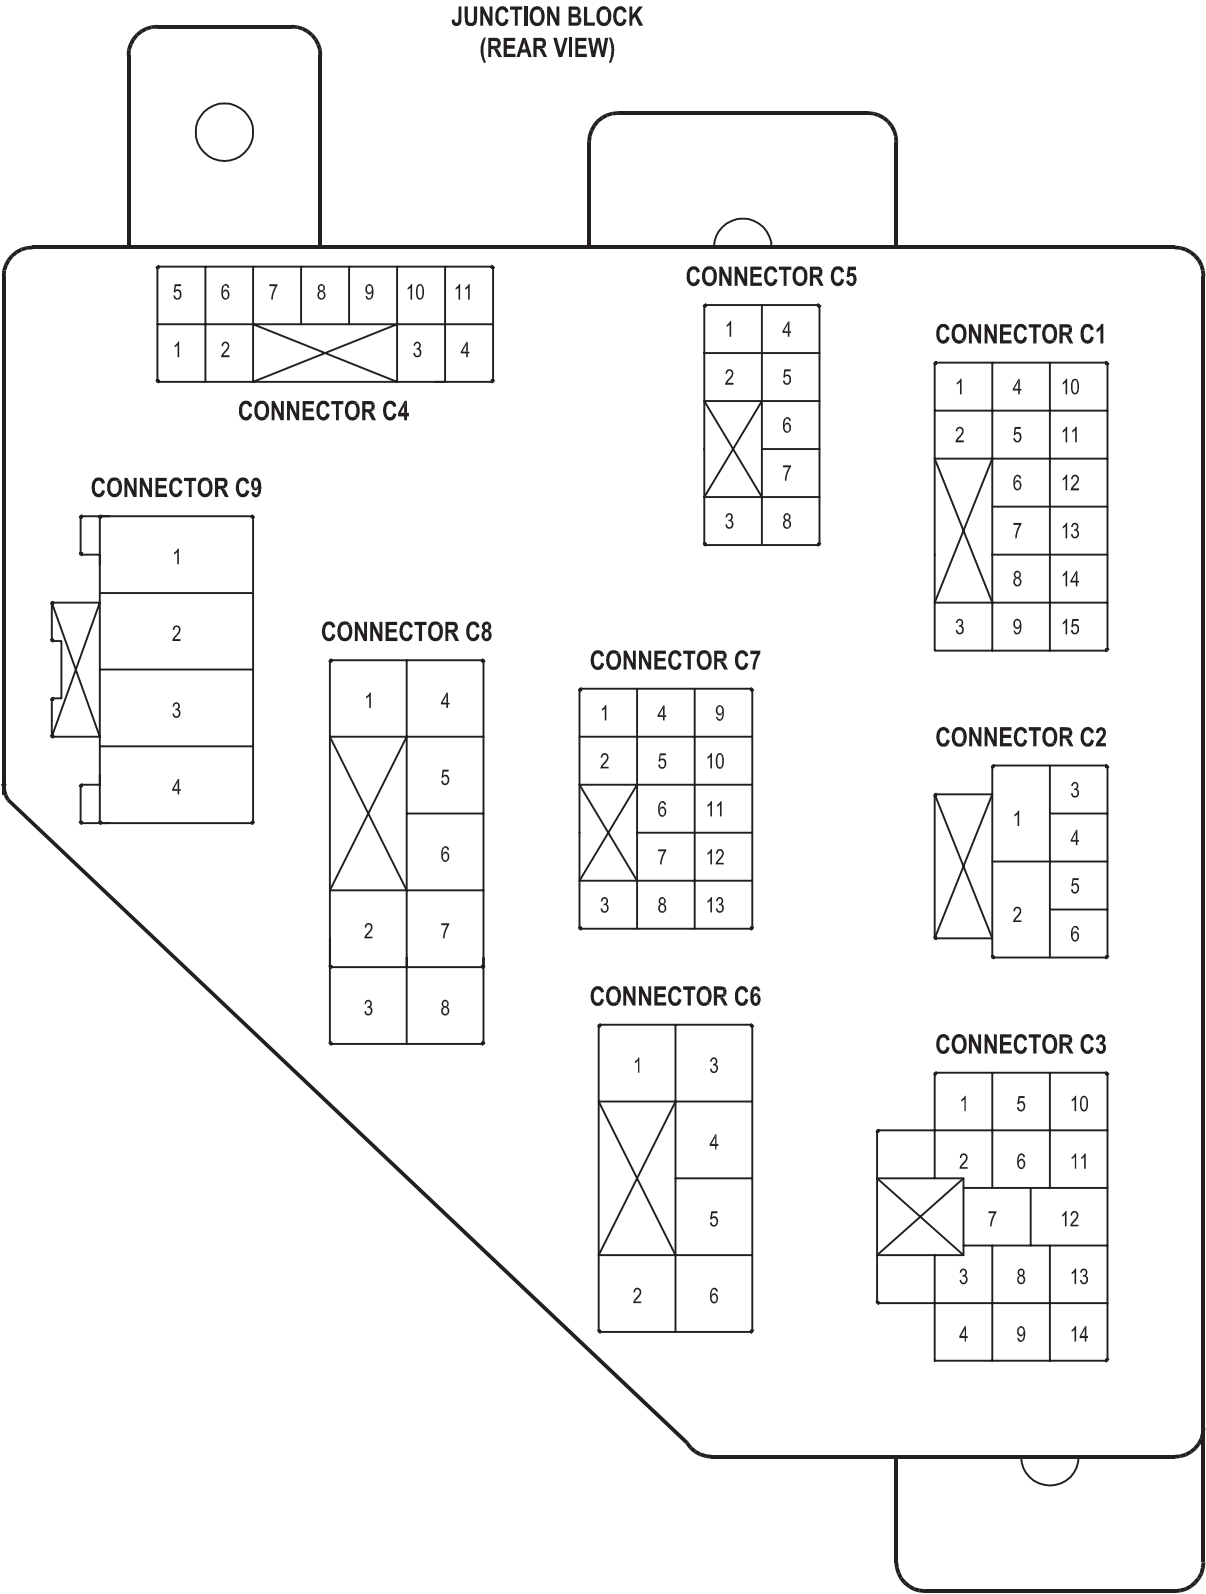 JUNCTION BLOCK
(REAR VIEW)
5 6 7 8 9 10 11
1 2 3 4
CONNECTOR C4
CONNECTOR C5
1 4
2 5
6
7
3 8
CONNECTOR C1
1 4 10
2 5 11
6 12
7 13
8 14
3 9 15
CONNECTOR C9
1
2
3
4
CONNECTOR C8
1 4
5
6
2 7
3 8
CONNECTOR C7
1 4 9
2 5 10
6 11
7 12
3 8 13
CONNECTOR C2
3
1
4
5
2
6
CONNECTOR C6
1 3
4
5
2 6
CONNECTOR C3
1 5 10
2 6 11
7 12
3 8 13
4 9 14